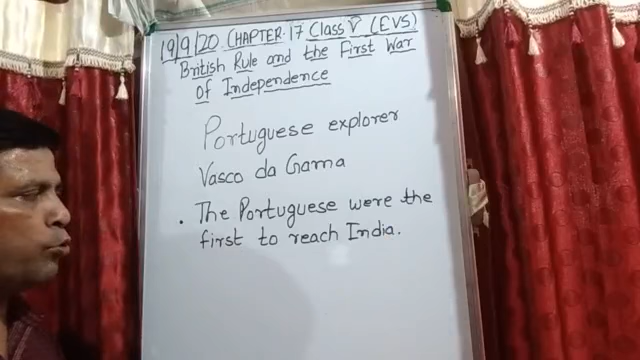 19/9/20 CHAPTER 17 Class V (EVS)
British Rule and the First War
of Independence
Portuguese explorer
Vasco da Gama
. The Portuguese were the
first to reach India.